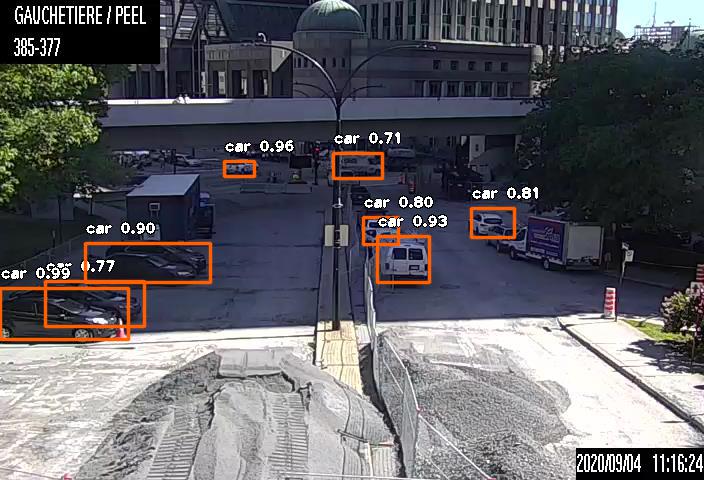 GAUCHETIERE / PEEL
385-377
car 0.96
car 0.71
car 0.81
car 0.80
car 0.93
car 0.90
car 0.99
0.77
2020/09/04 11:16:24